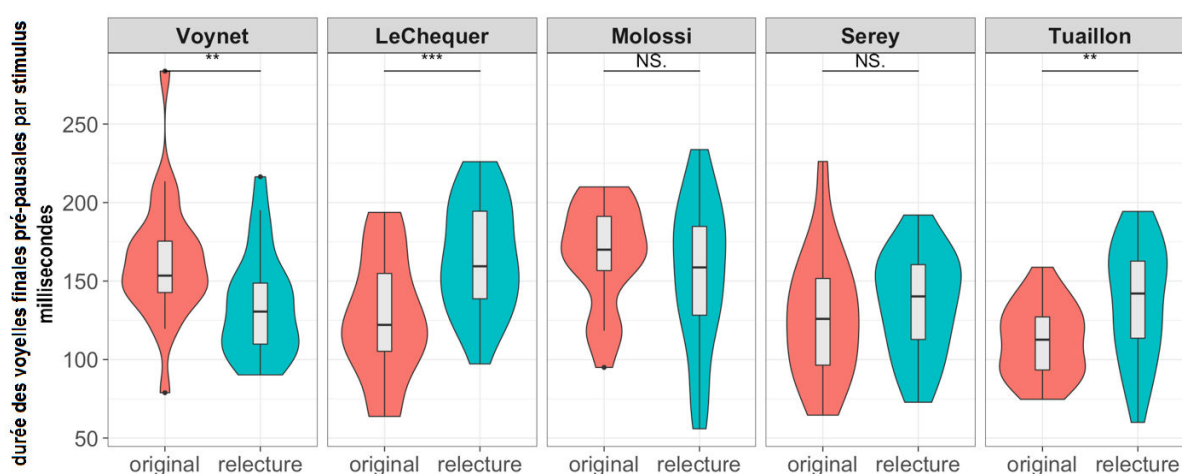 durée des voyelles finales pré-pausales par stimulus
millisecondes
Voynet LeChequer Molossi Serey Tuaillon
** *** NS. NS. **
250
200
150
100
50
original relecture original relecture original relecture original relecture original relecture